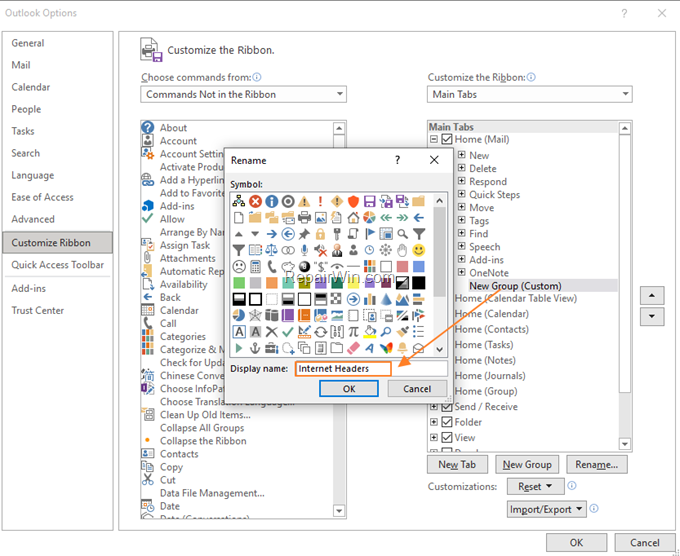 Outlook Options
?
General
Mail
Calendar
People
Tasks
Search
Language
Ease of Access
Advanced
Customize Ribbon
Quick Access Toolbar
Add-ins
Trust Center
Customize the Ribbon.
Choose commands from:
Commands Not in the Ribbon
About
Account
Account Settin
Activate Produ
Add a Hyperlin
Add to Favorite
Add-ins
Allow
Arrange By Nam
Assign Task
Attachments
Automatic Rep
Availability
Back
Calendar
Call
Categories
Categorize & M
Check for Upda
Chinese Conver
Choose InfoPat
Choose Translation Language...
Clean Up Old Items...
Collapse All Groups
Collapse the Ribbon
Contacts
Copy
Cut
Data File Management...
Date
Data (Conversations)
Rename
?
Symbol:
RepairWin.com
Display name:
Internet Headers
OK
Cancel
Customize the Ribbon:
Main Tabs
Main Tabs
Home (Mail)
New
Delete
Respond
Quick Steps
Move
Tags
Find
Speech
Add-ins
OneNote
New Group (Custom)
Home (Calendar Table View)
Home (Calendar)
Home (Contacts)
Home (Tasks)
Home (Notes)
Home (Journals)
Home (Group)
Send / Receive
Folder
View
New Tab
New Group
Rename...
Customizations:
Reset
Import/Export
OK
Cancel